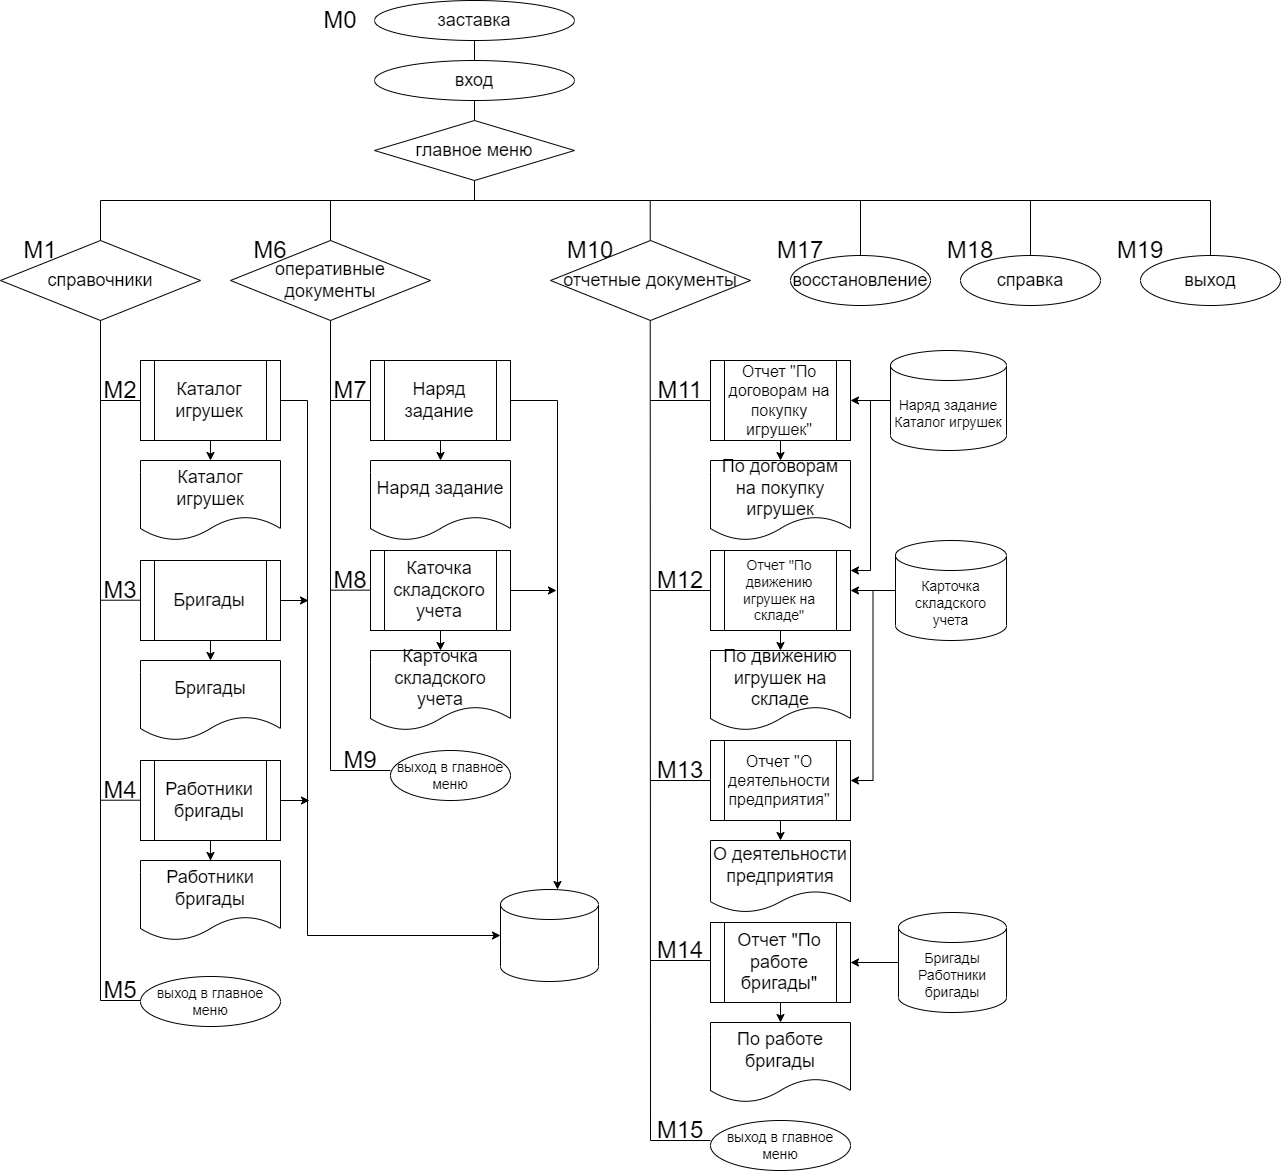 M0
заставка
вход
главное меню
M1
справочники
M6
оперативные
документы
M10
отчетные документы
M17
восстановление
M18
справка
M19
выход
M2
Каталог
игрушек
Каталог
игрушек
M3
Бригады
Бригады
M4
Работники
бригады
Работники
бригады
M5
выход в главное
меню
M7
Наряд
задание
Наряд задание
M8
Каточка
складского
учета
Карточка
складского
учета
M9
выход в главное
меню
M11
Отчет "По
договорам на
покупку
игрушек"
Наряд задание
Каталог игрушек
По договорам
на покупку
игрушек
M12
Отчет "По
движению
игрушек на
складе"
Карточка
складского
учета
По движению
игрушек на
складе
M13
Отчет "О
деятельности
предприятия"
О деятельности
предприятия
M14
Отчет "По
работе
бригады"
Бригады
Работники
бригады
По работе
бригады
M15
выход в главное
меню